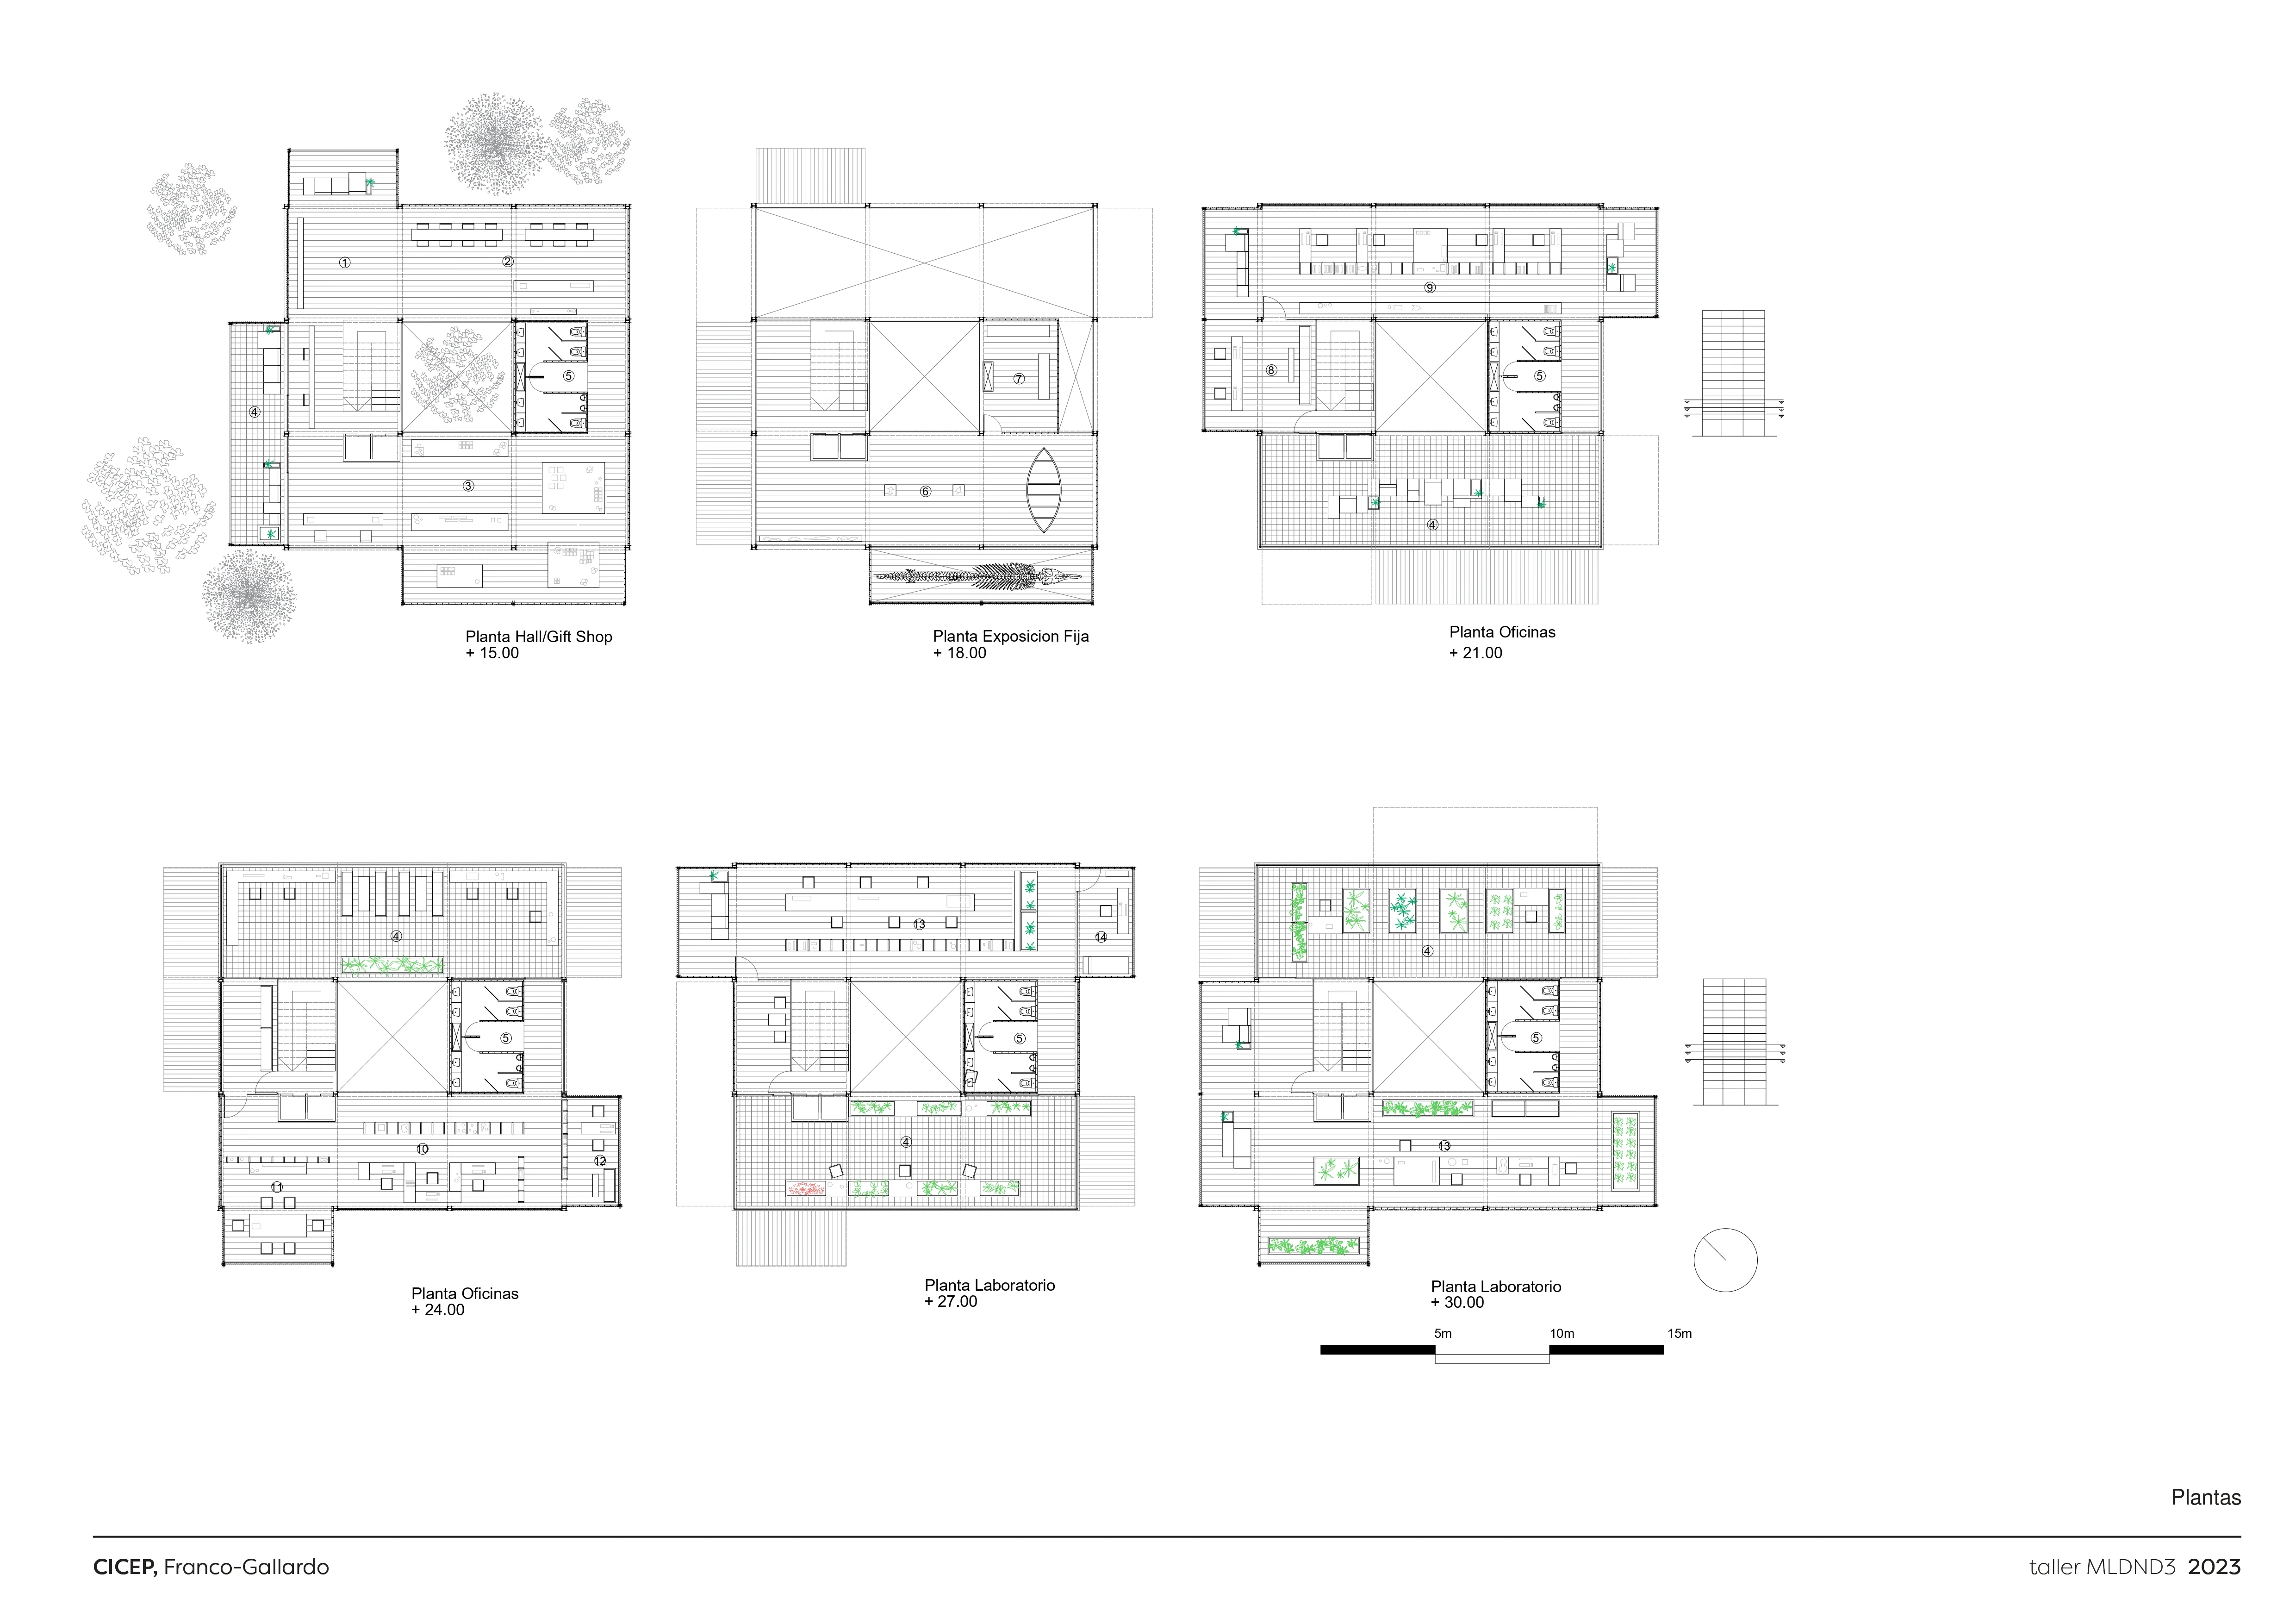 1
2
4
5
3
Planta Hall/Gift Shop
+ 15.00
7
6
Planta Exposicion Fija
+ 18.00
9
8
5
4
Planta Oficinas
+ 21.00
4
5
10
11
12
Planta Oficinas
+ 24.00
13
14
5
4
Planta Laboratorio
+ 27.00
4
5
13
Planta Laboratorio
+ 30.00
5m 10m 15m
Plantas
CICEP, Franco-Gallardo
taller MLDND3 2023